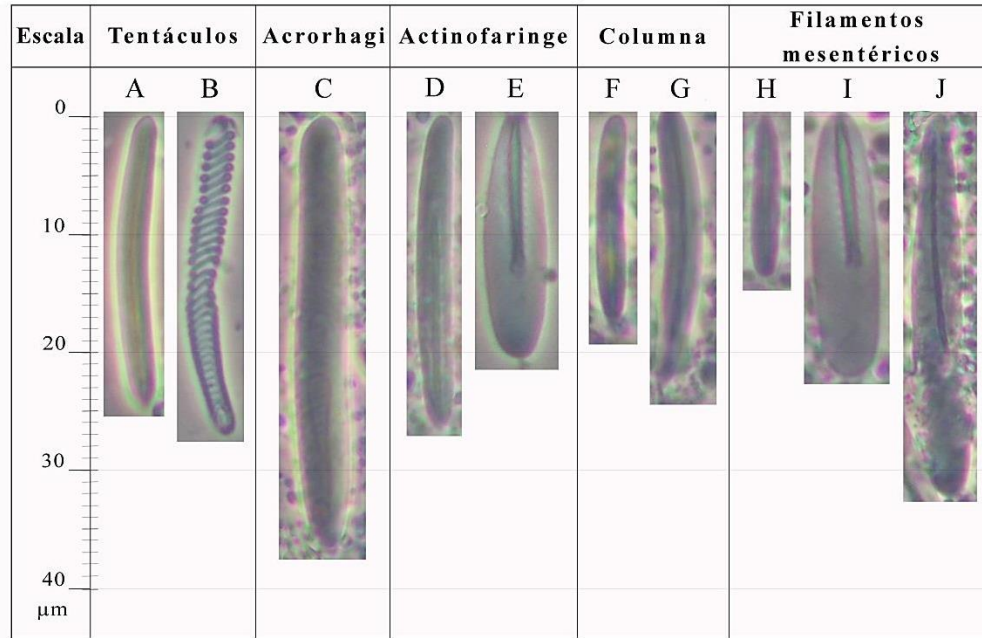 Escala Tentáculos Acrorhagi Actinofaringe Columna Filamentos
mesentéricos
A B C D E F G H I J
0
10
20
30
40
μm